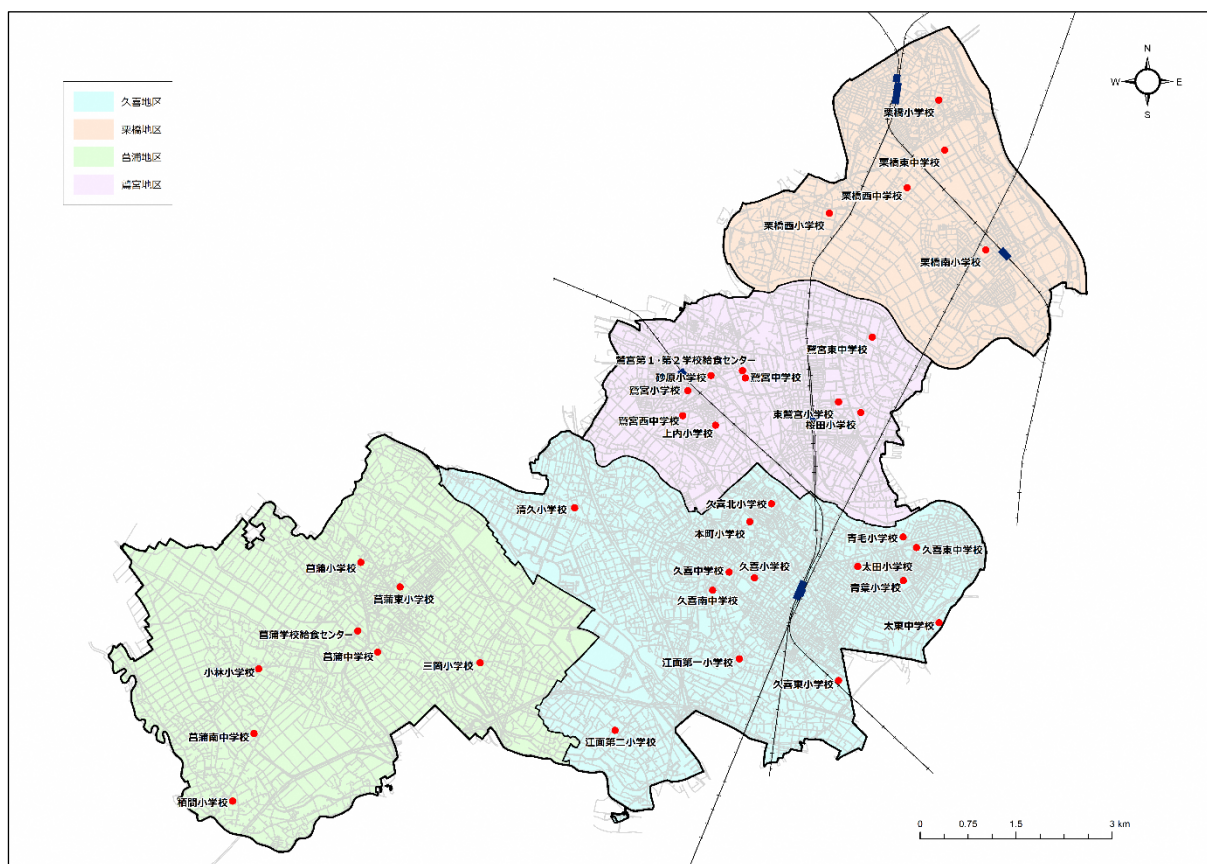 久喜地区
栗橋地区
菖蒲地区
鷲宮地区
N
W
E
S
栗橋小学校
栗橋東中学校
栗橋西中学校
栗橋西小学校
栗橋南小学校
鷲宮東中学校
鷲宮第1・第2学校給食センター
砂原小学校
鷲宮中学校
鷲宮小学校
東鷲宮小学校
鷲宮西中学校
桜田小学校
上内小学校
久喜北小学校
清久小学校
本町小学校
青毛小学校
久喜東中学校
菖蒲小学校
久喜中学校
久喜小学校
太田小学校
青葉小学校
菖蒲東小学校
久喜南中学校
太東中学校
菖蒲学校給食センター
菖蒲中学校
三箇小学校
江面第一小学校
小林小学校
久喜東小学校
菖蒲南中学校
江面第二小学校
栢間小学校
0
0.75
1.5
3 km